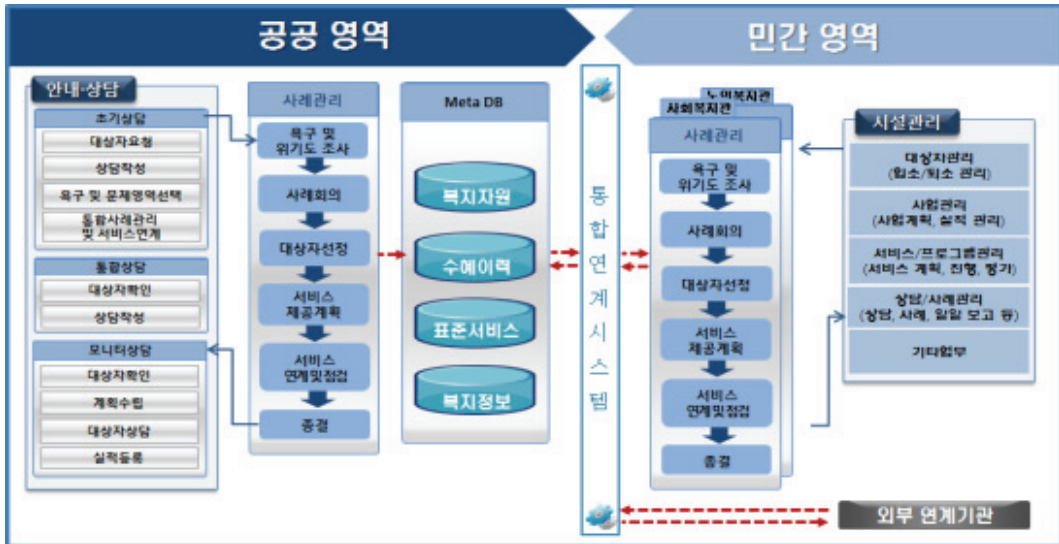 공공 영역
민간 영역
안내·상담
초기상담
대상자요청
상담작성
욕구 및 문제영역선택
통합사례관리
및 서비스연계
통합상담
대상자확인
상담작성
모니터상담
대상자확인
계획수립
대상자상담
실적등록
사례관리
욕구 및
위기도 조사
사례회의
대상자선정
서비스
제공계획
서비스
연계및점검
종결
Meta DB
복지자원
수혜이력
표준서비스
복지정보
통합연계시스템
노인복지관
사회복지관
사례관리
욕구 및
위기도 조사
사례회의
대상자선정
서비스
제공계획
서비스
연계및점검
종결
시설관리
대상자관리
(입소/퇴소 관리)
사업관리
(사업계획, 실적 관리)
서비스/프로그램관리
(서비스 계획, 진행, 평가)
상담/사례관리
(상담, 사례, 일일 보고 등)
기타업무
외부 연계기관